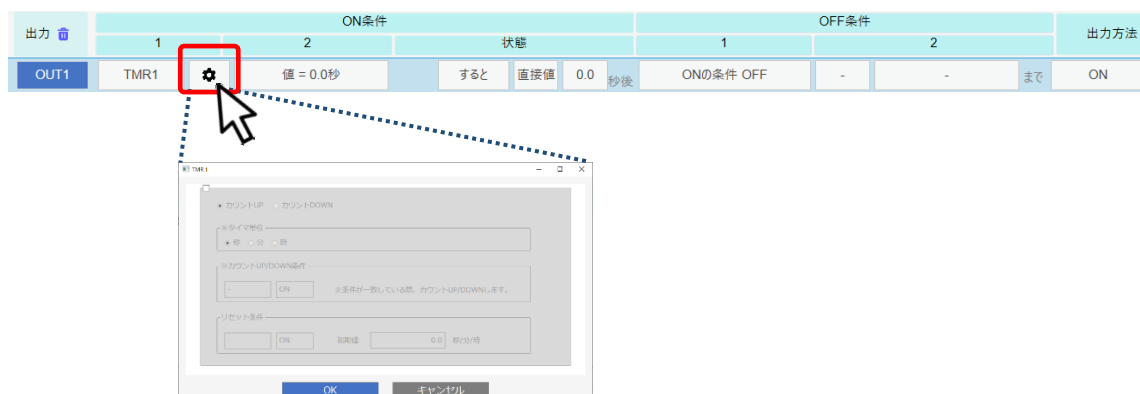 出力 ON条件 OFF条件 出力方法
1 2 状態 1 2
OUT1 TMR1 値 = 0.0秒 すると 直接値 0.0 秒後 ONの条件 OFF - - まで ON
TMR1
カウントUP カウントDOWN
※タイマ単位
秒 分 時
※カウントUP/DOWN条件
- ON ※条件が一致している間、カウントUP/DOWNします。
リセット条件
ON 初期値 0.0 秒/分/時
OK キャンセル